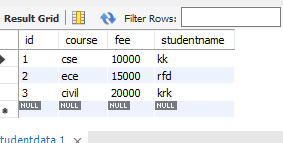 Result Grid Filter Rows:
id course fee studentname
1 cse 10000 kk
2 ece 15000 rfd
3 civil 20000 krk
NULL NULL NULL NULL
tudentdata 1 ×